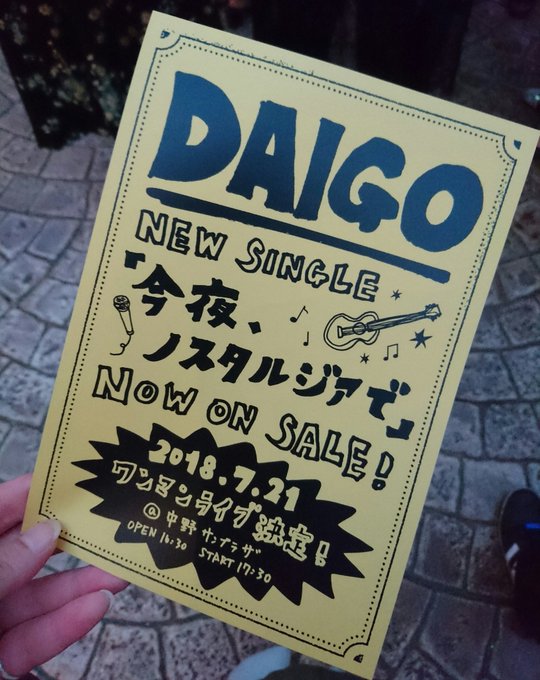 DAIGO
NEW SINGLE
「今夜、
ノスタルジアで」
NOW ON SALE!
2018.7.21
ワンマンライブ決定!
@中野サンプラザ
OPEN 16:30 START 17:30